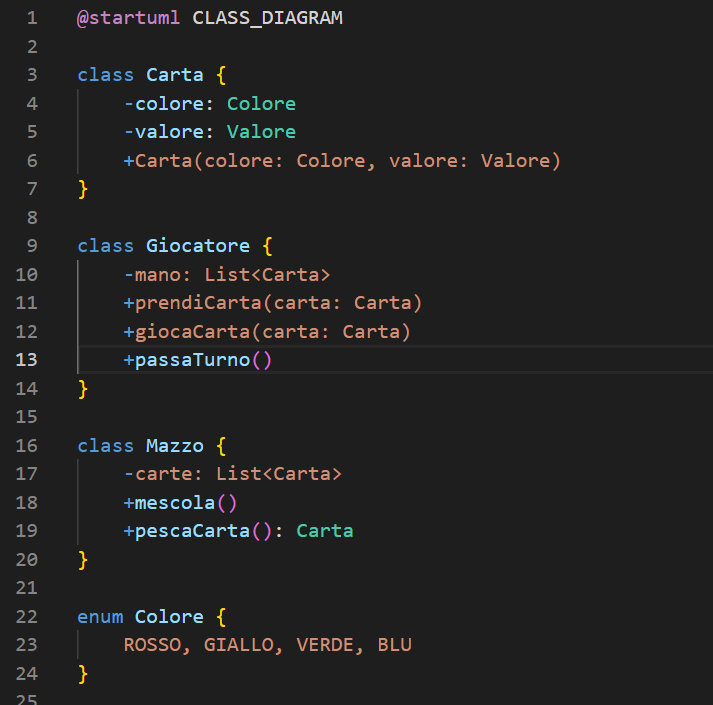 1 @startuml CLASS_DIAGRAM
2
3 class Carta {
4 -colore: Colore
5 -valore: Valore
6 +Carta(colore: Colore, valore: Valore)
7 }
8
9 class Giocatore {
10 -mano: List<Carta>
11 +prendiCarta(carta: Carta)
12 +giocaCarta(carta: Carta)
13 +passaTurno()
14 }
15
16 class Mazzo {
17 -carte: List<Carta>
18 +mescola()
19 +pescaCarta(): Carta
20 }
21
22 enum Colore {
23 ROSSO, GIALLO, VERDE, BLU
24 }
25